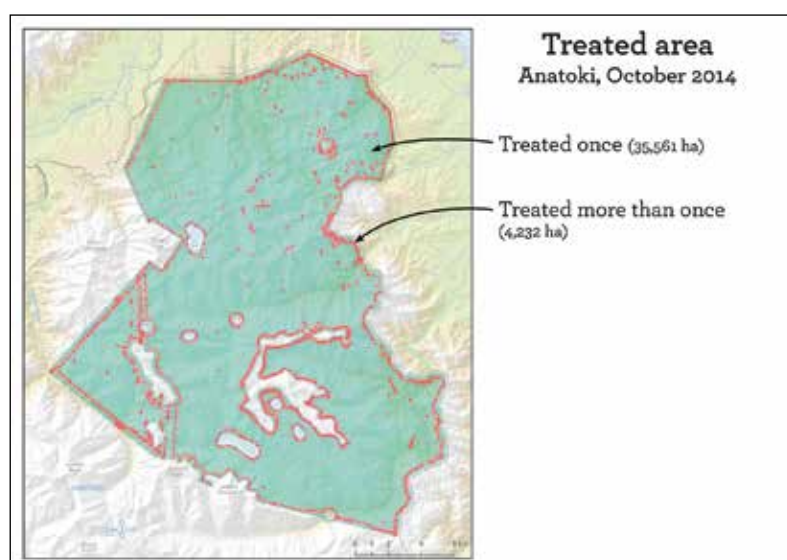 Treated area
Anatoki, October 2014
Treated once (35,561 ha)
Treated more than once
(4,232 ha)